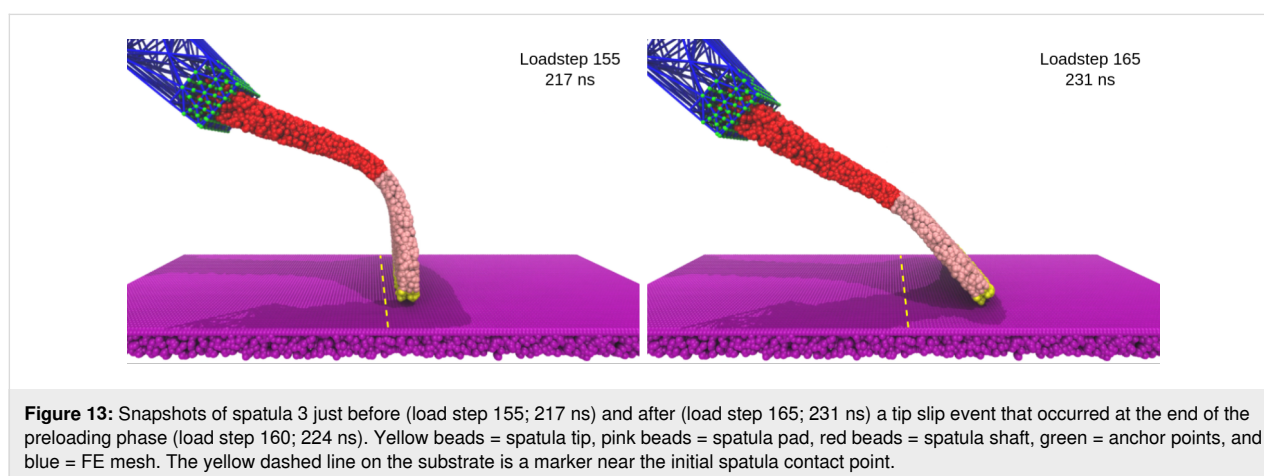 Loadstep 155
217 ns
Loadstep 165
231 ns
Figure 13: Snapshots of spatula 3 just before (load step 155; 217 ns) and after (load step 165; 231 ns) a tip slip event that occurred at the end of the
preloading phase (load step 160; 224 ns). Yellow beads = spatula tip, pink beads = spatula pad, red beads = spatula shaft, green = anchor points, and
blue = FE mesh. The yellow dashed line on the substrate is a marker near the initial spatula contact point.